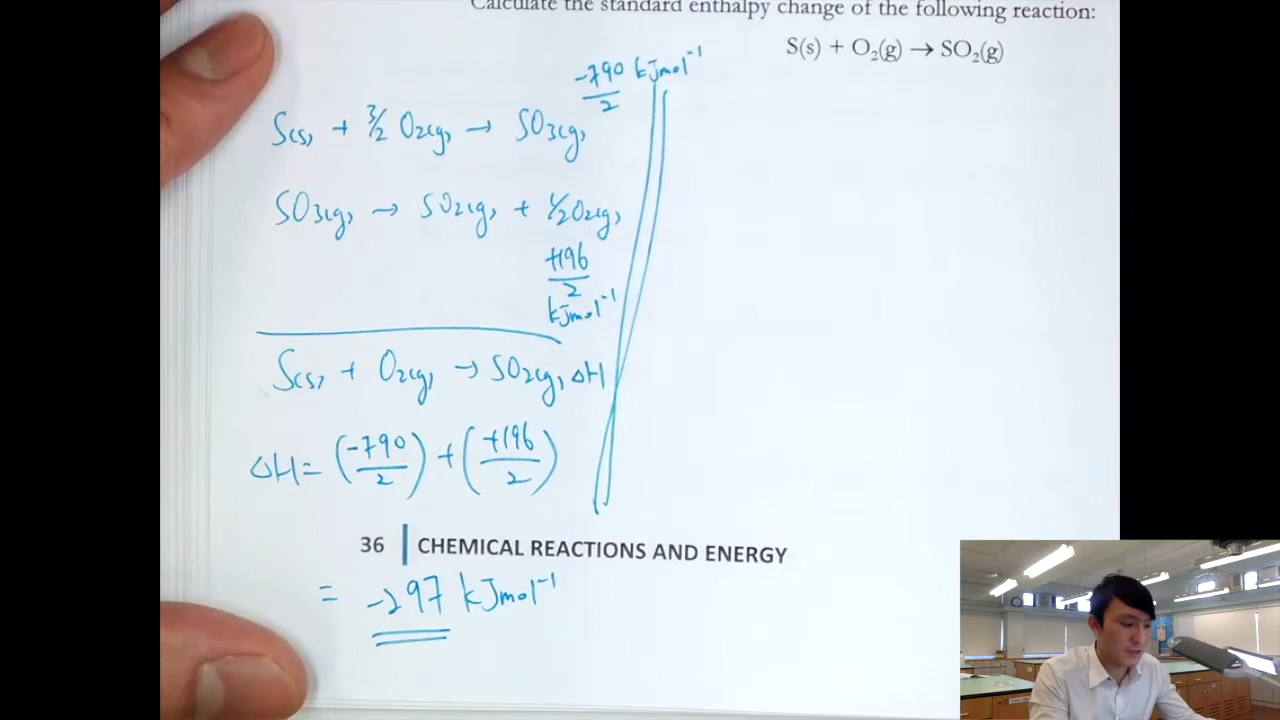 Calculate the standard enthalpy change of the following reaction:
S(s) + O₂(g) → SO₂(g)
-790/2 kJmol⁻¹
S(s) + 3/2 O₂(g) → SO₃(g)
SO₃(g) → SO₂(g) + 1/2 O₂(g)
+196/2
kJmol⁻¹
S(s) + O₂(g) → SO₂(g) ΔH
ΔH = (-790/2) + (+196/2)
36 | CHEMICAL REACTIONS AND ENERGY
= -297 kJmol⁻¹